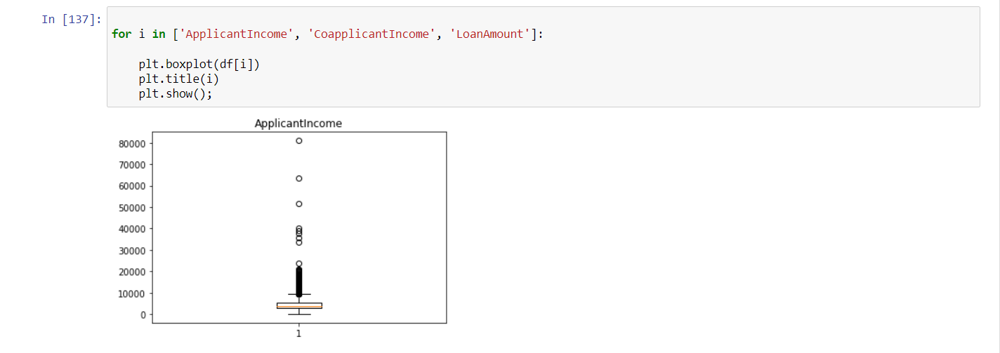 In [137]:
for i in ['ApplicantIncome', 'CoapplicantIncome', 'LoanAmount']:
plt.boxplot(df[i])
plt.title(i)
plt.show();
ApplicantIncome
80000
70000
60000
50000
40000
30000
20000
10000
0
1